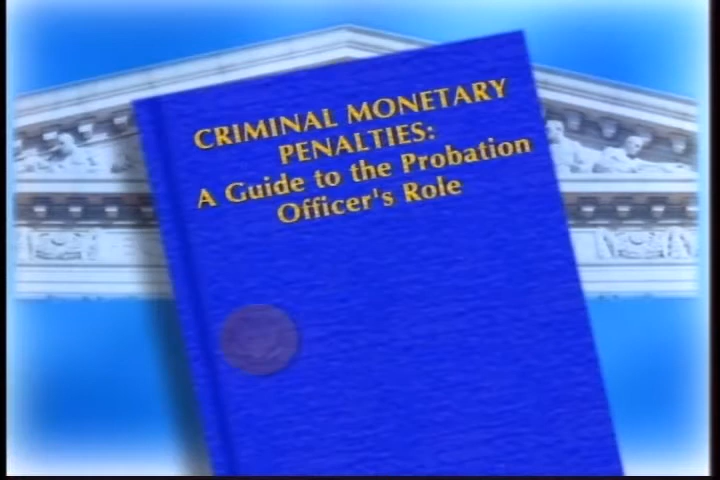 CRIMINAL MONETARY
PENALTIES:
A Guide to the Probation
Officer's Role